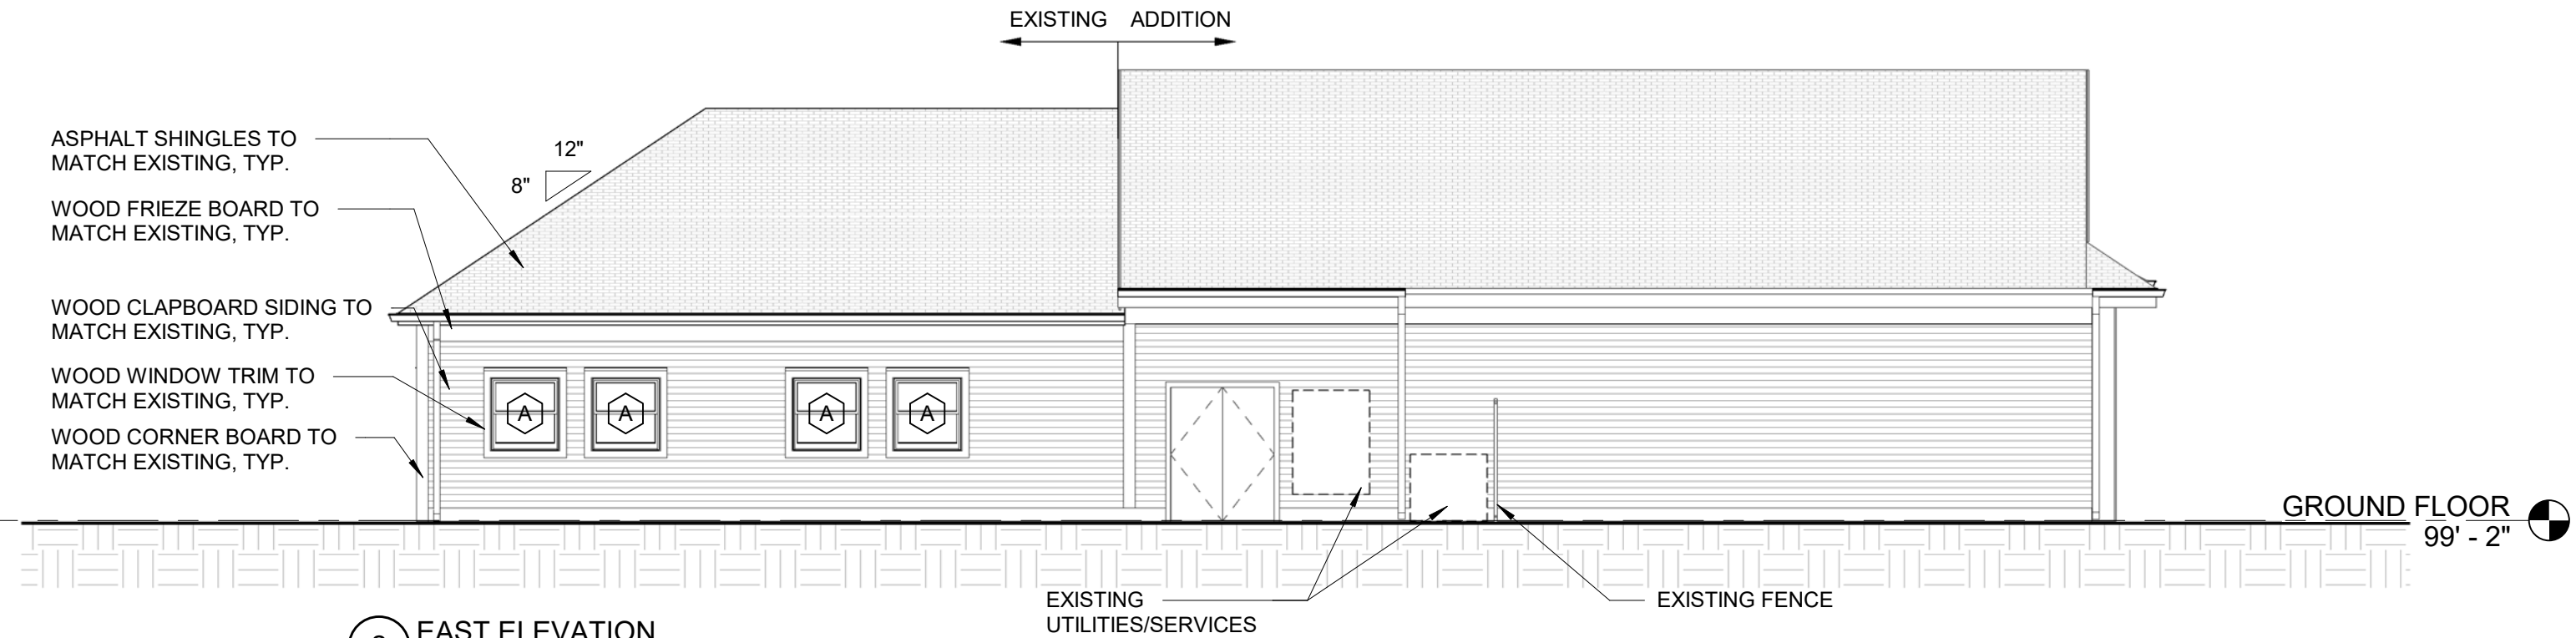 EXISTING ADDITION
ASPHALT SHINGLES TO
MATCH EXISTING, TYP.
12"
8"
WOOD FRIEZE BOARD TO
MATCH EXISTING, TYP.
WOOD CLAPBOARD SIDING TO
MATCH EXISTING, TYP.
WOOD WINDOW TRIM TO
MATCH EXISTING, TYP.
WOOD CORNER BOARD TO
MATCH EXISTING, TYP.
A A A A
GROUND FLOOR
99' - 2"
EXISTING
UTILITIES/SERVICES
EXISTING FENCE
EAST ELEVATION